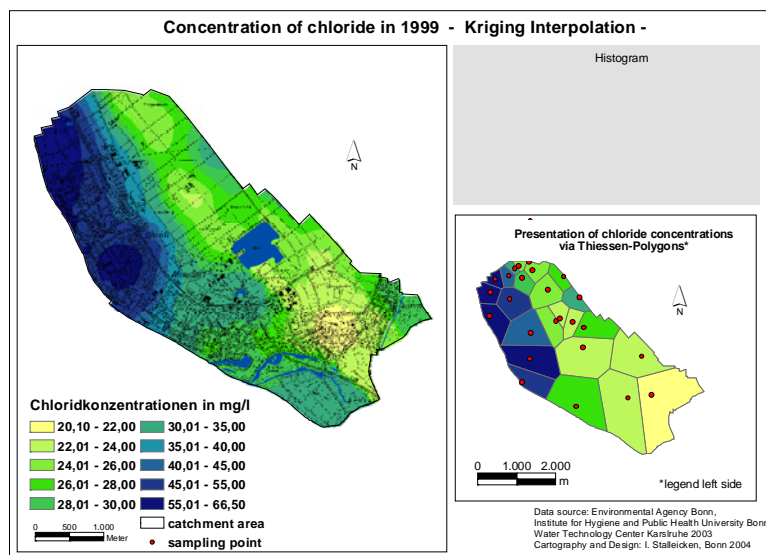 Concentration of chloride in 1999 - Kriging Interpolation -
N
Chloridkonzentrationen in mg/l
20,10 - 22,00
22,01 - 24,00
24,01 - 26,00
26,01 - 28,00
28,01 - 30,00
30,01 - 35,00
35,01 - 40,00
40,01 - 45,00
45,01 - 55,00
55,01 - 66,50
catchment area
sampling point
0 500 1.000
Meter
Histogram
Presentation of chloride concentrations
via Thiessen-Polygons*
N
0 1.000 2.000
m
*legend left side
Data source: Environmental Agency Bonn,
Institute for Hygiene and Public Health University Bonn
Water Technology Center Karslruhe 2003
Cartography and Design: I. Stalleicken, Bonn 2004